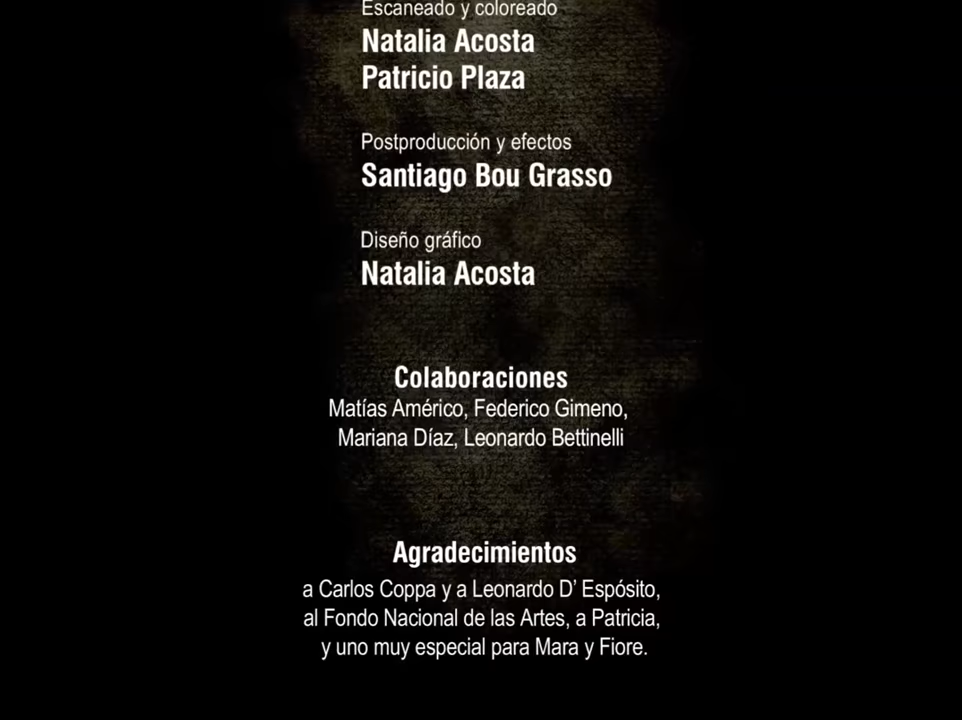 Escaneado y coloreado
Natalia Acosta
Patricio Plaza
Postproducción y efectos
Santiago Bou Grasso
Diseño gráfico
Natalia Acosta
Colaboraciones
Matías Américo, Federico Gimeno,
Mariana Díaz, Leonardo Bettinelli
Agradecimientos
a Carlos Coppa y a Leonardo D' Espósito,
al Fondo Nacional de las Artes, a Patricia,
y uno muy especial para Mara y Fiore.